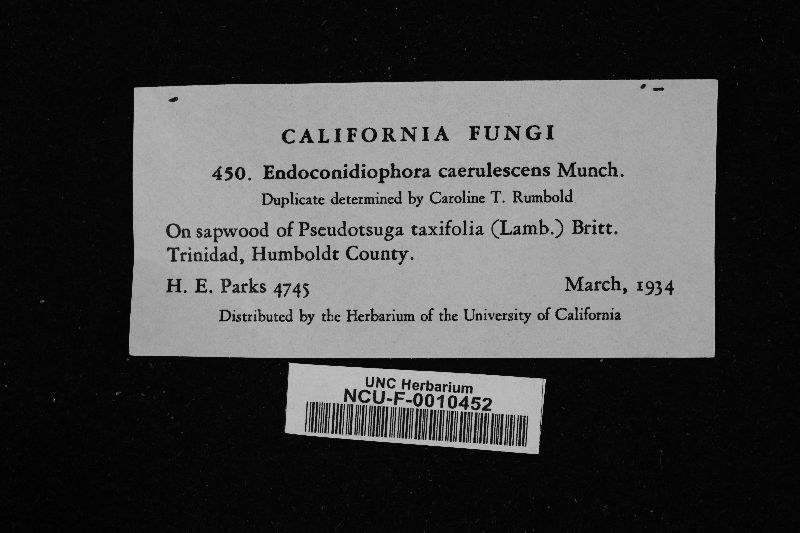 CALIFORNIA FUNGI
450. Endoconidiophora caerulescens Munch.
Duplicate determined by Caroline T. Rumbold
On sapwood of Pseudotsuga taxifolia (Lamb.) Britt.
Trinidad, Humboldt County.
H. E. Parks 4745 March, 1934
Distributed by the Herbarium of the University of California
UNC Herbarium
NCU-F-0010452